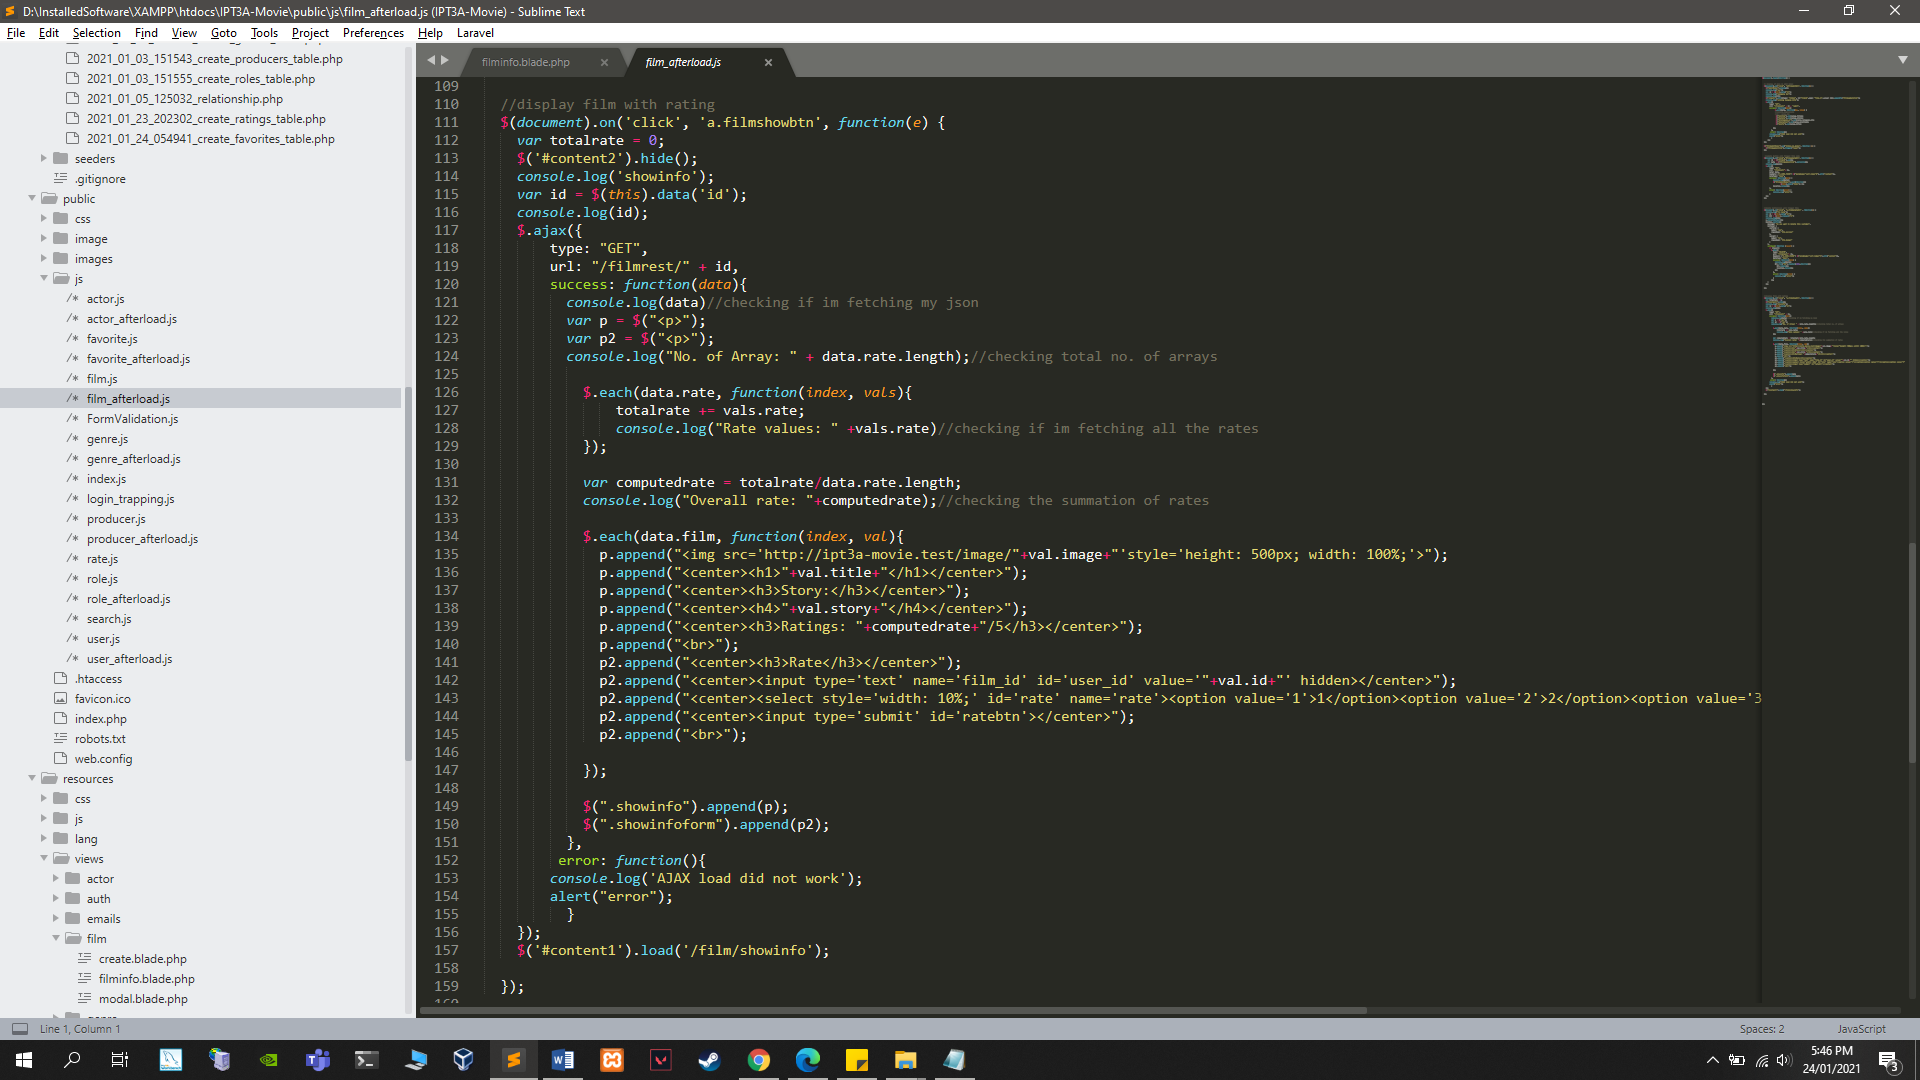 D:\InstalledSoftware\XAMPP\htdocs\IPT3A-Movie\public\js\film_afterload.js (IPT3A-Movie) - Sublime Text
File Edit Selection Find View Goto Tools Project Preferences Help Laravel
2021_01_03_151543_create_producers_table.php
2021_01_03_151555_create_roles_table.php
2021_01_05_125032_relationship.php
2021_01_23_202302_create_ratings_table.php
2021_01_24_054941_create_favorites_table.php
seeders
.gitignore
public
css
image
images
js
/* actor.js
/* actor_afterload.js
/* favorite.js
/* favorite_afterload.js
/* film.js
/* film_afterload.js
/* FormValidation.js
/* genre.js
/* genre_afterload.js
/* index.js
/* login_trapping.js
/* producer.js
/* producer_afterload.js
/* rate.js
/* role.js
/* role_afterload.js
/* search.js
/* user.js
/* user_afterload.js
.htaccess
favicon.ico
index.php
robots.txt
web.config
resources
css
js
lang
views
actor
auth
emails
film
create.blade.php
filminfo.blade.php
modal.blade.php
filminfo.blade.php × film_afterload.js ×
109
110 //display film with rating
111 $(document).on('click', 'a.filmshowbtn', function(e) {
112 var totalrate = 0;
113 $('#content2').hide();
114 console.log('showinfo');
115 var id = $(this).data('id');
116 console.log(id);
117 $.ajax({
118 type: "GET",
119 url: "/filmrest/" + id,
120 success: function(data){
121 console.log(data)//checking if im fetching my json
122 var p = $("<p>");
123 var p2 = $("<p>");
124 console.log("No. of Array: " + data.rate.length);//checking total no. of arrays
125
126 $.each(data.rate, function(index, vals){
127 totalrate += vals.rate;
128 console.log("Rate values: " +vals.rate)//checking if im fetching all the rates
129 });
130
131 var computedrate = totalrate/data.rate.length;
132 console.log("Overall rate: "+computedrate);//checking the summation of rates
133
134 $.each(data.film, function(index, val){
135 p.append("<img src='http://ipt3a-movie.test/image/"+val.image+"'style='height: 500px; width: 100%;'>");
136 p.append("<center><h1>"+val.title+"</h1></center>");
137 p.append("<center><h3>Story:</h3></center>");
138 p.append("<center><h4>"+val.story+"</h4></center>");
139 p.append("<center><h3>Ratings: "+computedrate+"/5</h3></center>");
140 p.append("<br>");
141 p2.append("<center><h3>Rate</h3></center>");
142 p2.append("<center><input type='text' name='film_id' id='user_id' value='"+val.id+"' hidden></center>");
143 p2.append("<center><select style='width: 10%;' id='rate' name='rate'><option value='1'>1</option><option value='2'>2</option><option value='3
144 p2.append("<center><input type='submit' id='ratebtn'></center>");
145 p2.append("<br>");
146
147 });
148
149 $(".showinfo").append(p);
150 $(".showinfoform").append(p2);
151 },
152 error: function(){
153 console.log('AJAX load did not work');
154 alert("error");
155 }
156 });
157 $('#content1').load('/film/showinfo');
158
159 });
Line 1, Column 1 Spaces: 2 JavaScript
5:46 PM
24/01/2021
3